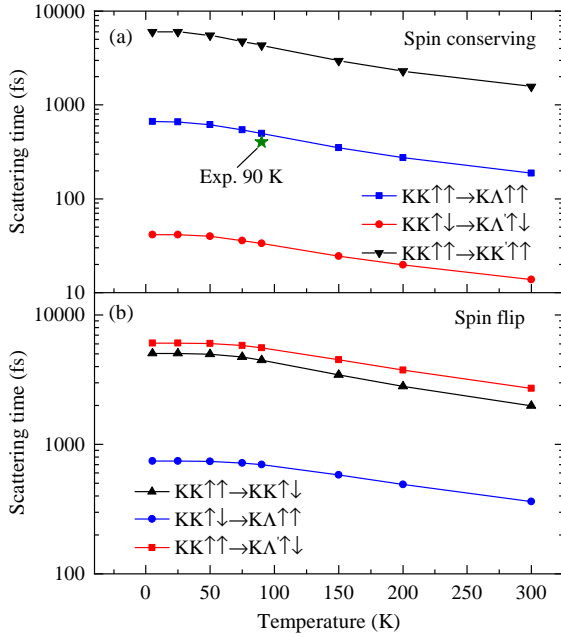 10000
(a)
Spin conserving
1000
Exp. 90 K
100
KK↑↑→KΛ↑↑
KK↑↓→KΛ'↑↓
KK↑↑→KK'↑↑
10
Scattering time (fs)
(b)
Spin flip
10000
1000
KK↑↑→KK↑↓
KK↑↓→KΛ↑↑
KK↑↑→KΛ'↑↓
100
Scattering time (fs)
0 50 100 150 200 250 300
Temperature (K)